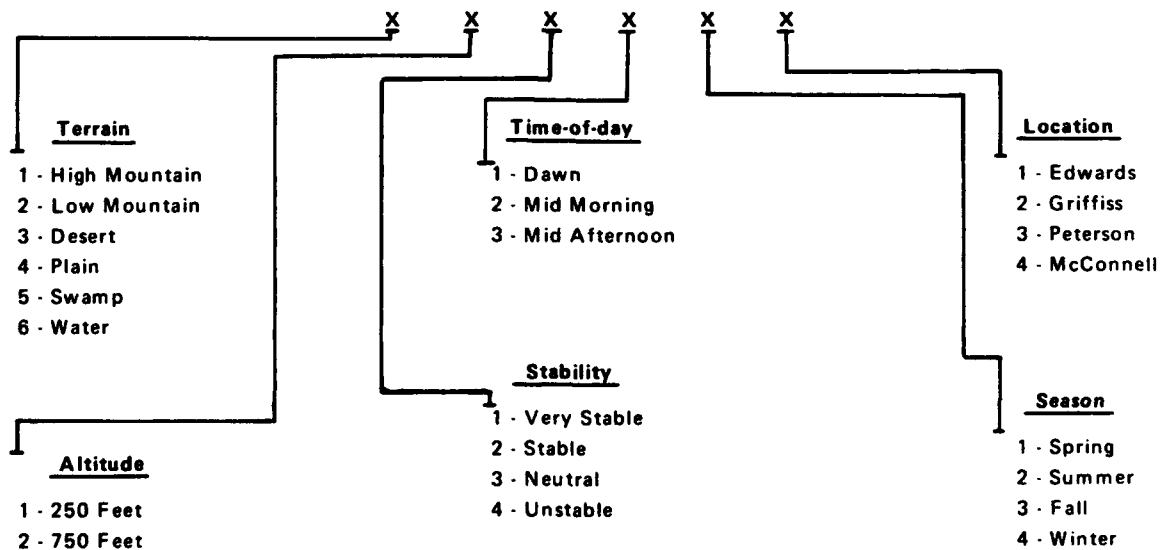 X X X X X X
Terrain
1 - High Mountain
2 - Low Mountain
3 - Desert
4 - Plain
5 - Swamp
6 - Water
Time-of-day
1 - Dawn
2 - Mid Morning
3 - Mid Afternoon
Location
1 - Edwards
2 - Griffiss
3 - Peterson
4 - McConnell
Altitude
1 - 250 Feet
2 - 750 Feet
Stability
1 - Very Stable
2 - Stable
3 - Neutral
4 - Unstable
Season
1 - Spring
2 - Summer
3 - Fall
4 - Winter